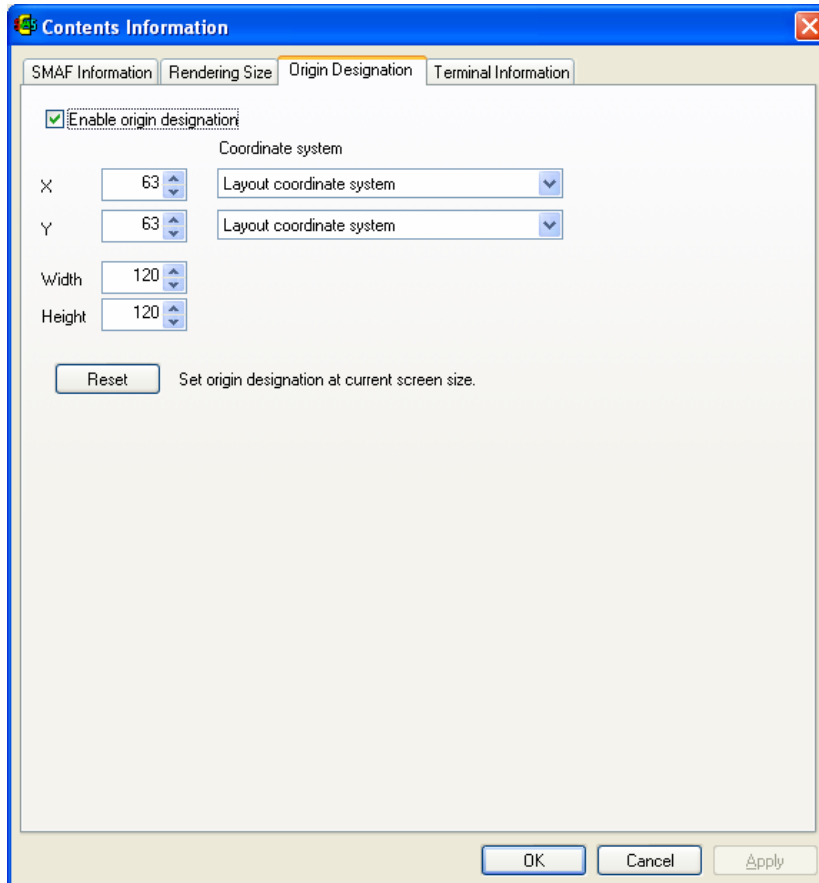 Contents Information
SMAF Information Rendering Size Origin Designation Terminal Information
Enable origin designation
Coordinate system
X 63 Layout coordinate system
Y 63 Layout coordinate system
Width 120
Height 120
Reset Set origin designation at current screen size.
OK Cancel Apply